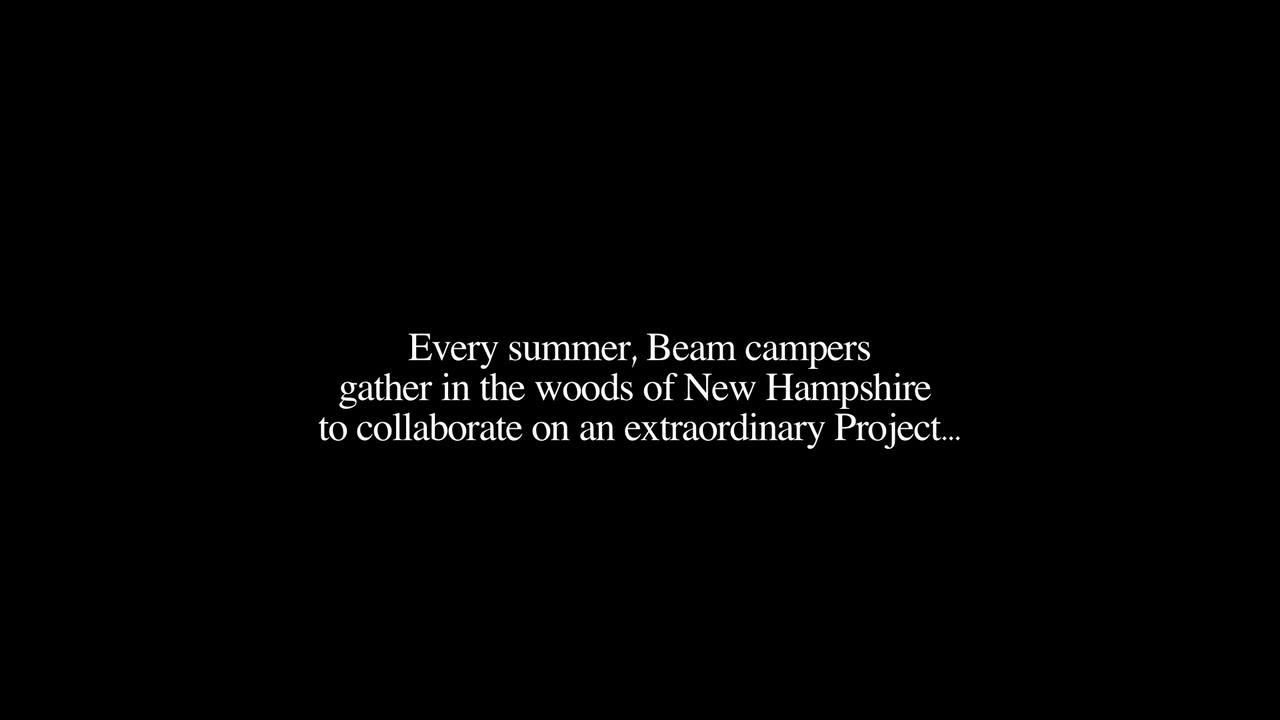 Every summer, Beam campers
gather in the woods of New Hampshire
to collaborate on an extraordinary Project...